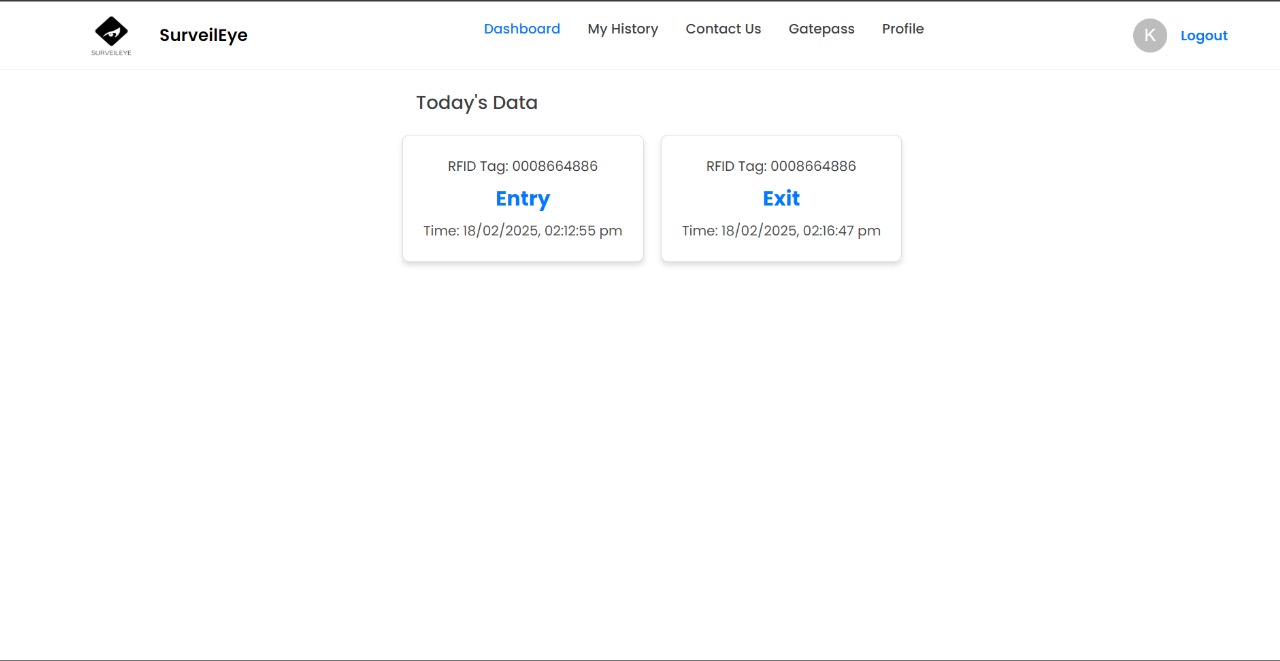 SURVEILEYE
SurveilEye
Dashboard
My History
Contact Us
Gatepass
Profile
K
Logout
Today's Data
RFID Tag: 0008664886
Entry
Time: 18/02/2025, 02:12:55 pm
RFID Tag: 0008664886
Exit
Time: 18/02/2025, 02:16:47 pm